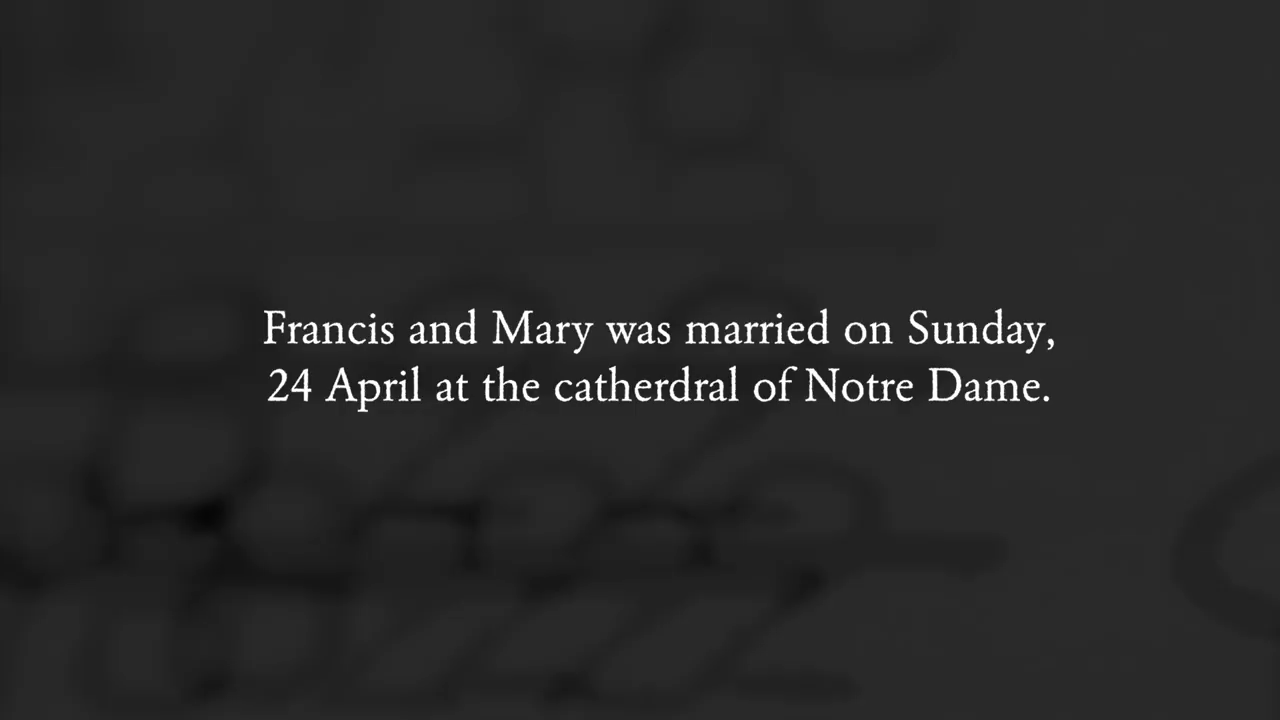 Francis and Mary was married on Sunday,
24 April at the catherdral of Notre Dame.